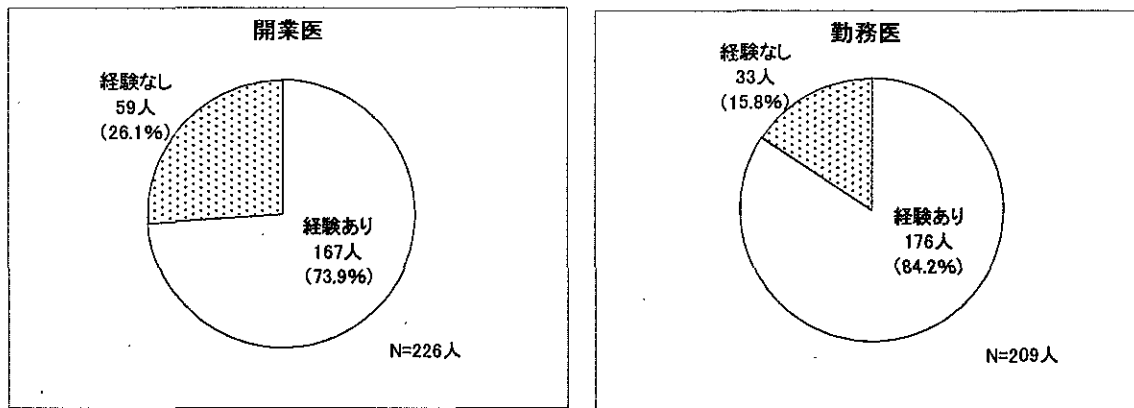 開業医
経験なし
59人
(26.1%)
経験あり
167人
(73.9%)
N=226人
勤務医
経験なし
33人
(15.8%)
経験あり
176人
(84.2%)
N=209人